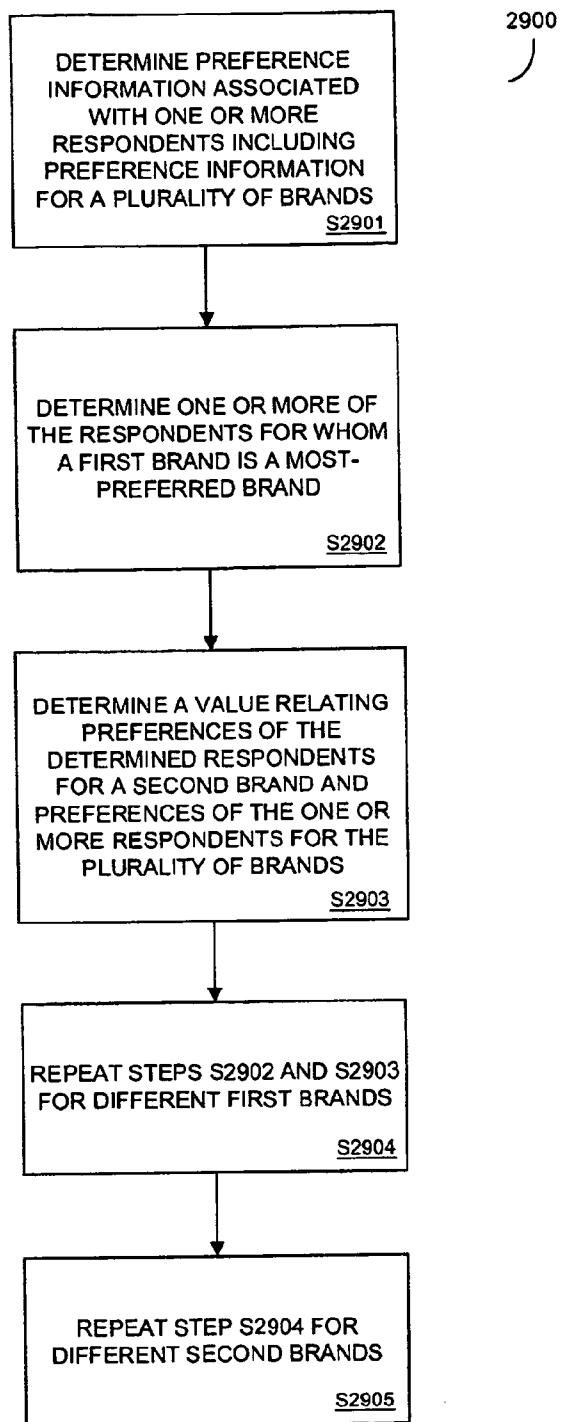 2900
DETERMINE PREFERENCE
INFORMATION ASSOCIATED
WITH ONE OR MORE
RESPONDENTS INCLUDING
PREFERENCE INFORMATION
FOR A PLURALITY OF BRANDS
S2901
DETERMINE ONE OR MORE OF
THE RESPONDENTS FOR WHOM
A FIRST BRAND IS A MOST-
PREFERRED BRAND
S2902
DETERMINE A VALUE RELATING
PREFERENCES OF THE
DETERMINED RESPONDENTS
FOR A SECOND BRAND AND
PREFERENCES OF THE ONE OR
MORE RESPONDENTS FOR THE
PLURALITY OF BRANDS
S2903
REPEAT STEPS S2902 AND S2903
FOR DIFFERENT FIRST BRANDS
S2904
REPEAT STEP S2904 FOR
DIFFERENT SECOND BRANDS
S2905